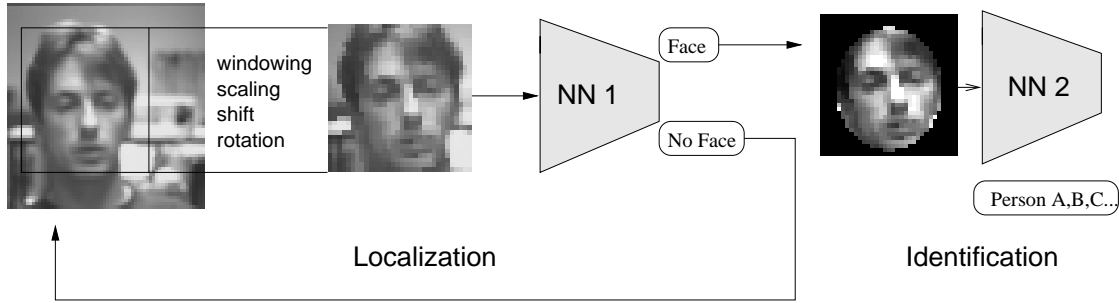 windowing
scaling
shift
rotation
NN 1
Face
No Face
NN 2
Person A,B,C...
Localization
Identification